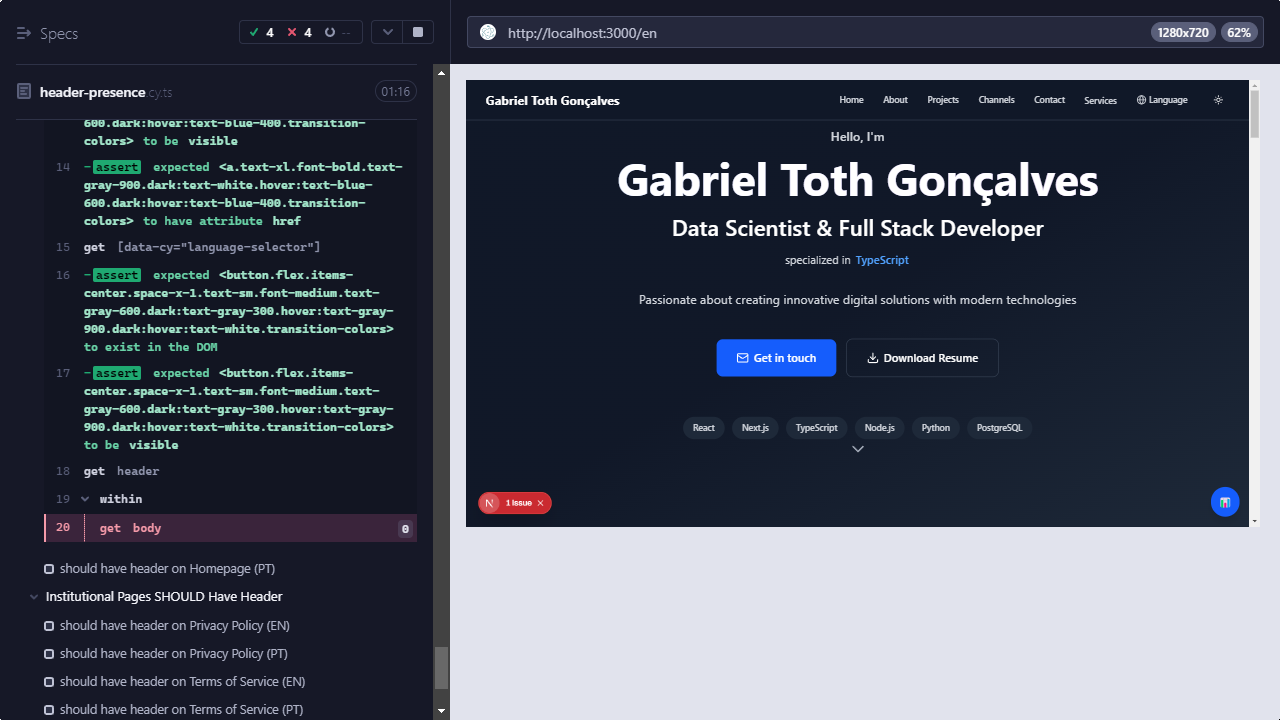 Specs
4
4
--
header-presence.cy.ts
01:16
600.dark:hover:text-blue-400.transition-
colors> to be visible
14 -assert expected <a.text-xl.font-bold.text-
gray-900.dark:text-white.hover:text-blue-
600.dark:hover:text-blue-400.transition-
colors> to have attribute href
15 get [data-cy="language-selector"]
16 -assert expected <button.flex.items-
center.space-x-1.text-sm.font-medium.text-
gray-600.dark:text-gray-300.hover:text-gray-
900.dark:hover:text-white.transition-colors>
to exist in the DOM
17 -assert expected <button.flex.items-
center.space-x-1.text-sm.font-medium.text-
gray-600.dark:text-gray-300.hover:text-gray-
900.dark:hover:text-white.transition-colors>
to be visible
18 get header
19 within
20 get body 0
should have header on Homepage (PT)
Institutional Pages SHOULD Have Header
should have header on Privacy Policy (EN)
should have header on Privacy Policy (PT)
should have header on Terms of Service (EN)
should have header on Terms of Service (PT)
http://localhost:3000/en
1280x720
62%
Gabriel Toth Gonçalves
Home
About
Projects
Channels
Contact
Services
Language
Hello, I'm
Gabriel Toth Gonçalves
Data Scientist & Full Stack Developer
specialized in TypeScript
Passionate about creating innovative digital solutions with modern technologies
Get in touch
Download Resume
React
Next.js
TypeScript
Node.js
Python
PostgreSQL
N 1 Issue